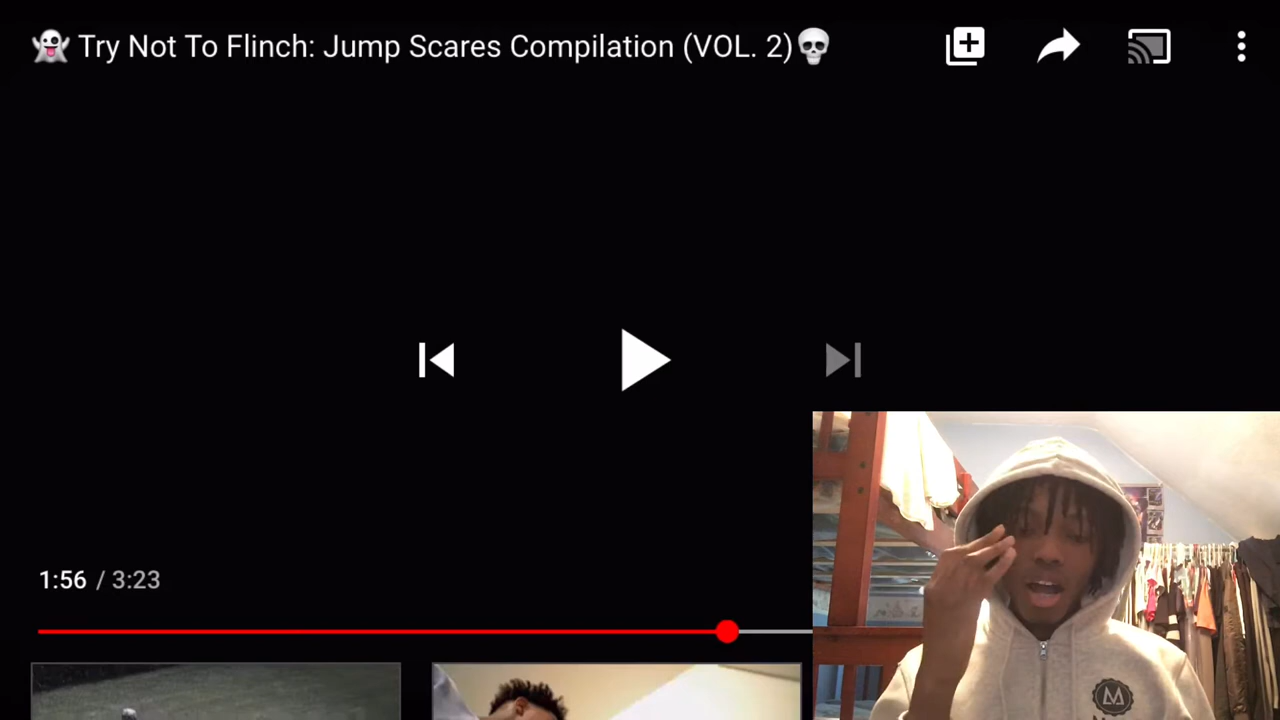 👻 Try Not To Flinch: Jump Scares Compilation (VOL. 2)💀
1:56 / 3:23
M